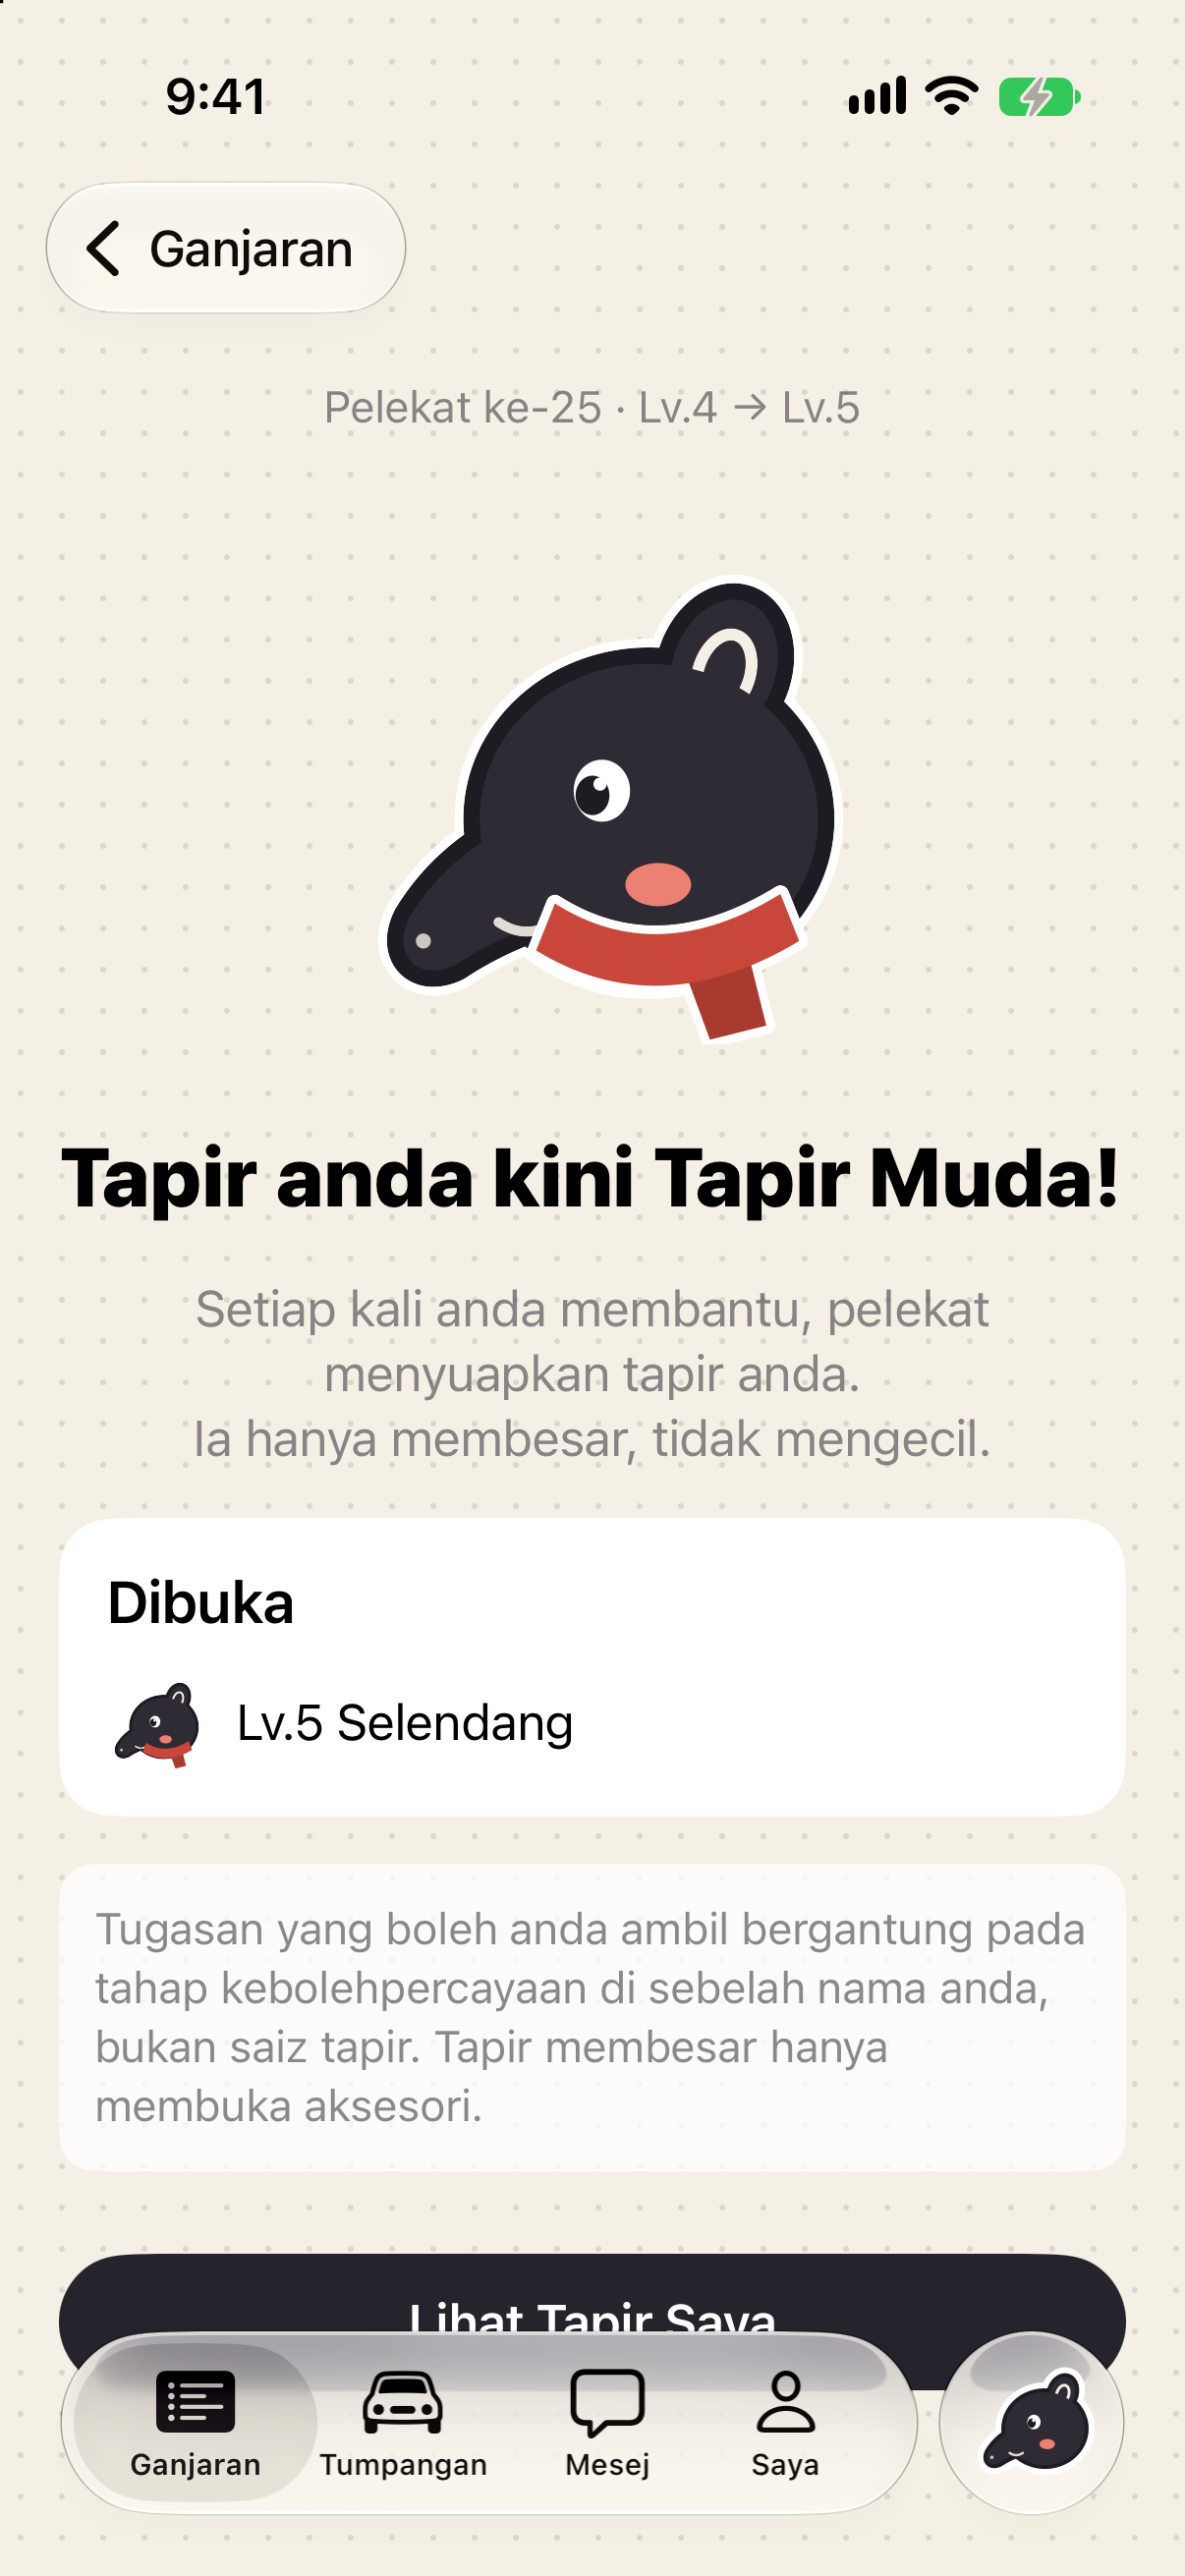 9:41
Ganjaran
Pelekat ke-25 · Lv.4 → Lv.5
Tapir anda kini Tapir Muda!
Setiap kali anda membantu, pelekat
menyuapkan tapir anda.
Ia hanya membesar, tidak mengecil.
Dibuka
Lv.5 Selendang
Tugasan yang boleh anda ambil bergantung pada
tahap kebolehpercayaan di sebelah nama anda,
bukan saiz tapir. Tapir membesar hanya
membuka aksesori.
Lihat Tapir Saya
Ganjaran
Tumpangan
Mesej
Saya